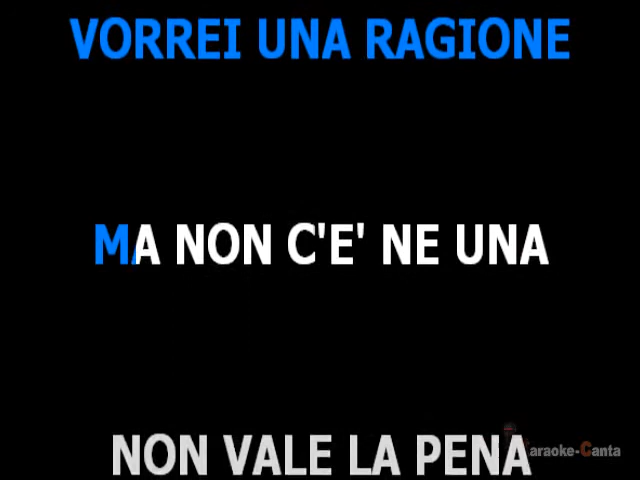 VORREI UNA RAGIONE
MA NON C'E' NE UNA
NON VALE LA PENA
Karaoke-Canta